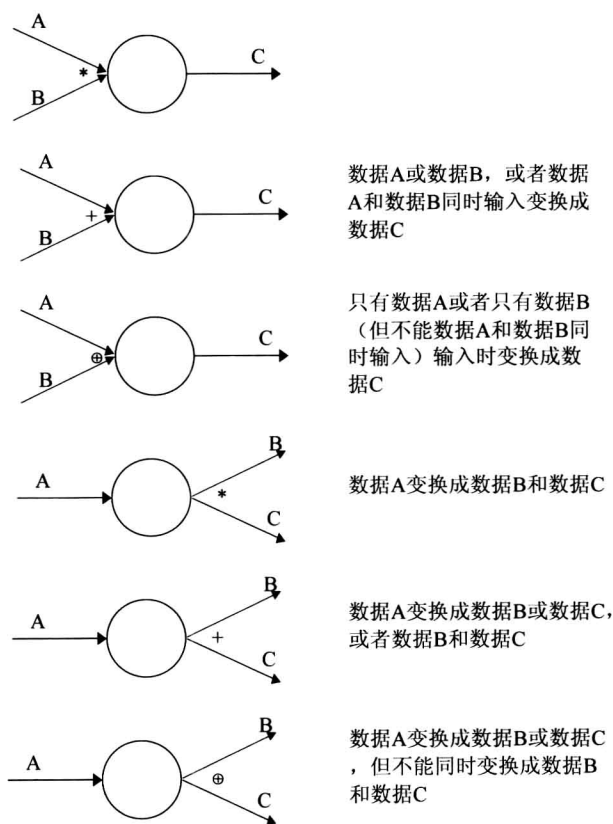 A
*
B
C
A
+
B
C
数据A或数据B，或者数据
A和数据B同时输入变换成
数据C
A
⊕
B
C
只有数据A或者只有数据B
（但不能数据A和数据B同
时输入）输入时变换成数
据C
A
B
*
C
数据A变换成数据B和数据C
A
B
+
C
数据A变换成数据B或数据C，
或者数据B和数据C
A
B
⊕
C
数据A变换成数据B或数据C
，但不能同时变换成数据B
和数据C